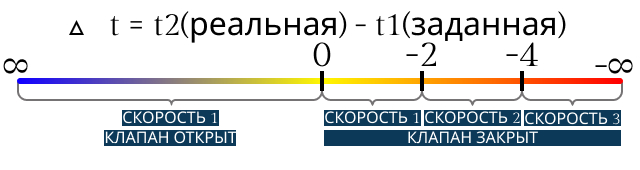 △ t = t2(реальная) - t1(заданная)
∞ 0 -2 -4 -∞
СКОРОСТЬ 1 СКОРОСТЬ 1 СКОРОСТЬ 2 СКОРОСТЬ 3
КЛАПАН ОТКРЫТ КЛАПАН ЗАКРЫТ